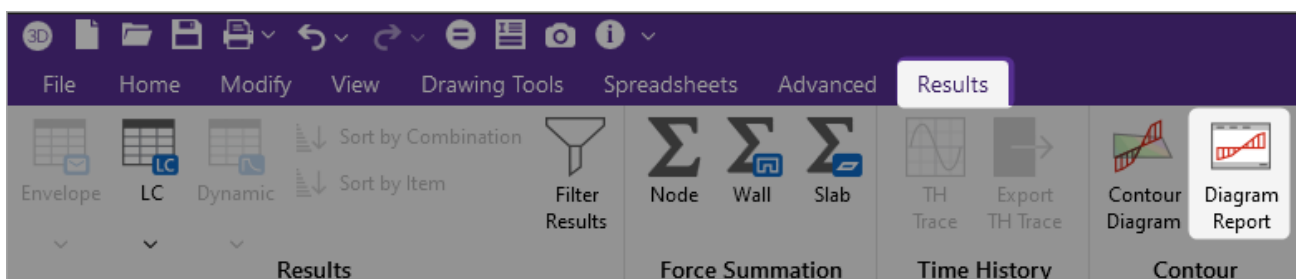 3D
File Home Modify View Drawing Tools Spreadsheets Advanced Results
Envelope LC LC Dynamic Sort by Combination
Sort by Item
Filter Results
Node Wall Slab
TH Trace Export TH Trace
Contour Diagram Diagram Report
Results Force Summation Time History Contour